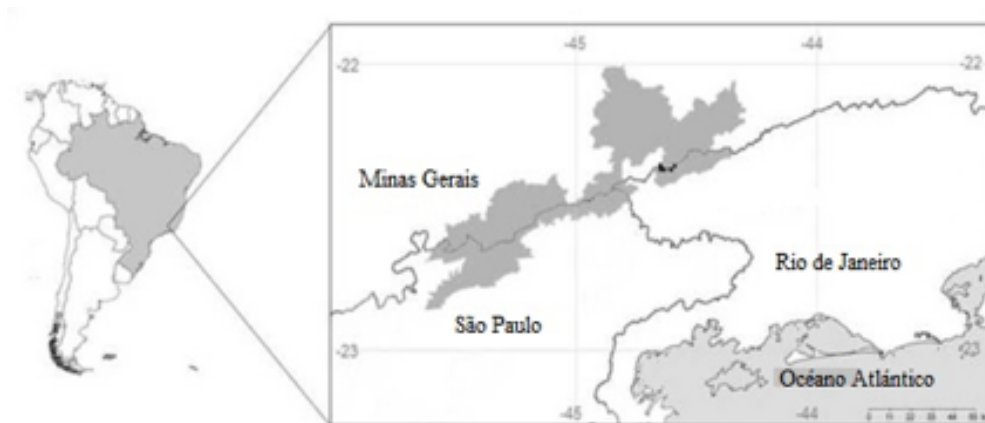 -45
-44
-22
-22
Minas Gerais
Rio de Janeiro
São Paulo
-23
23
Océano Atlántico
-45
-44